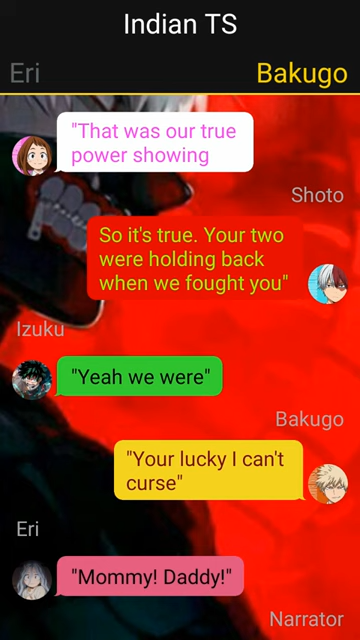 Indian TS
Eri
Bakugo
"That was our true
power showing
Shoto
So it's true. Your two
were holding back
when we fought you"
Izuku
"Yeah we were"
Bakugo
"Your lucky I can't
curse"
Eri
"Mommy! Daddy!"
Narrator